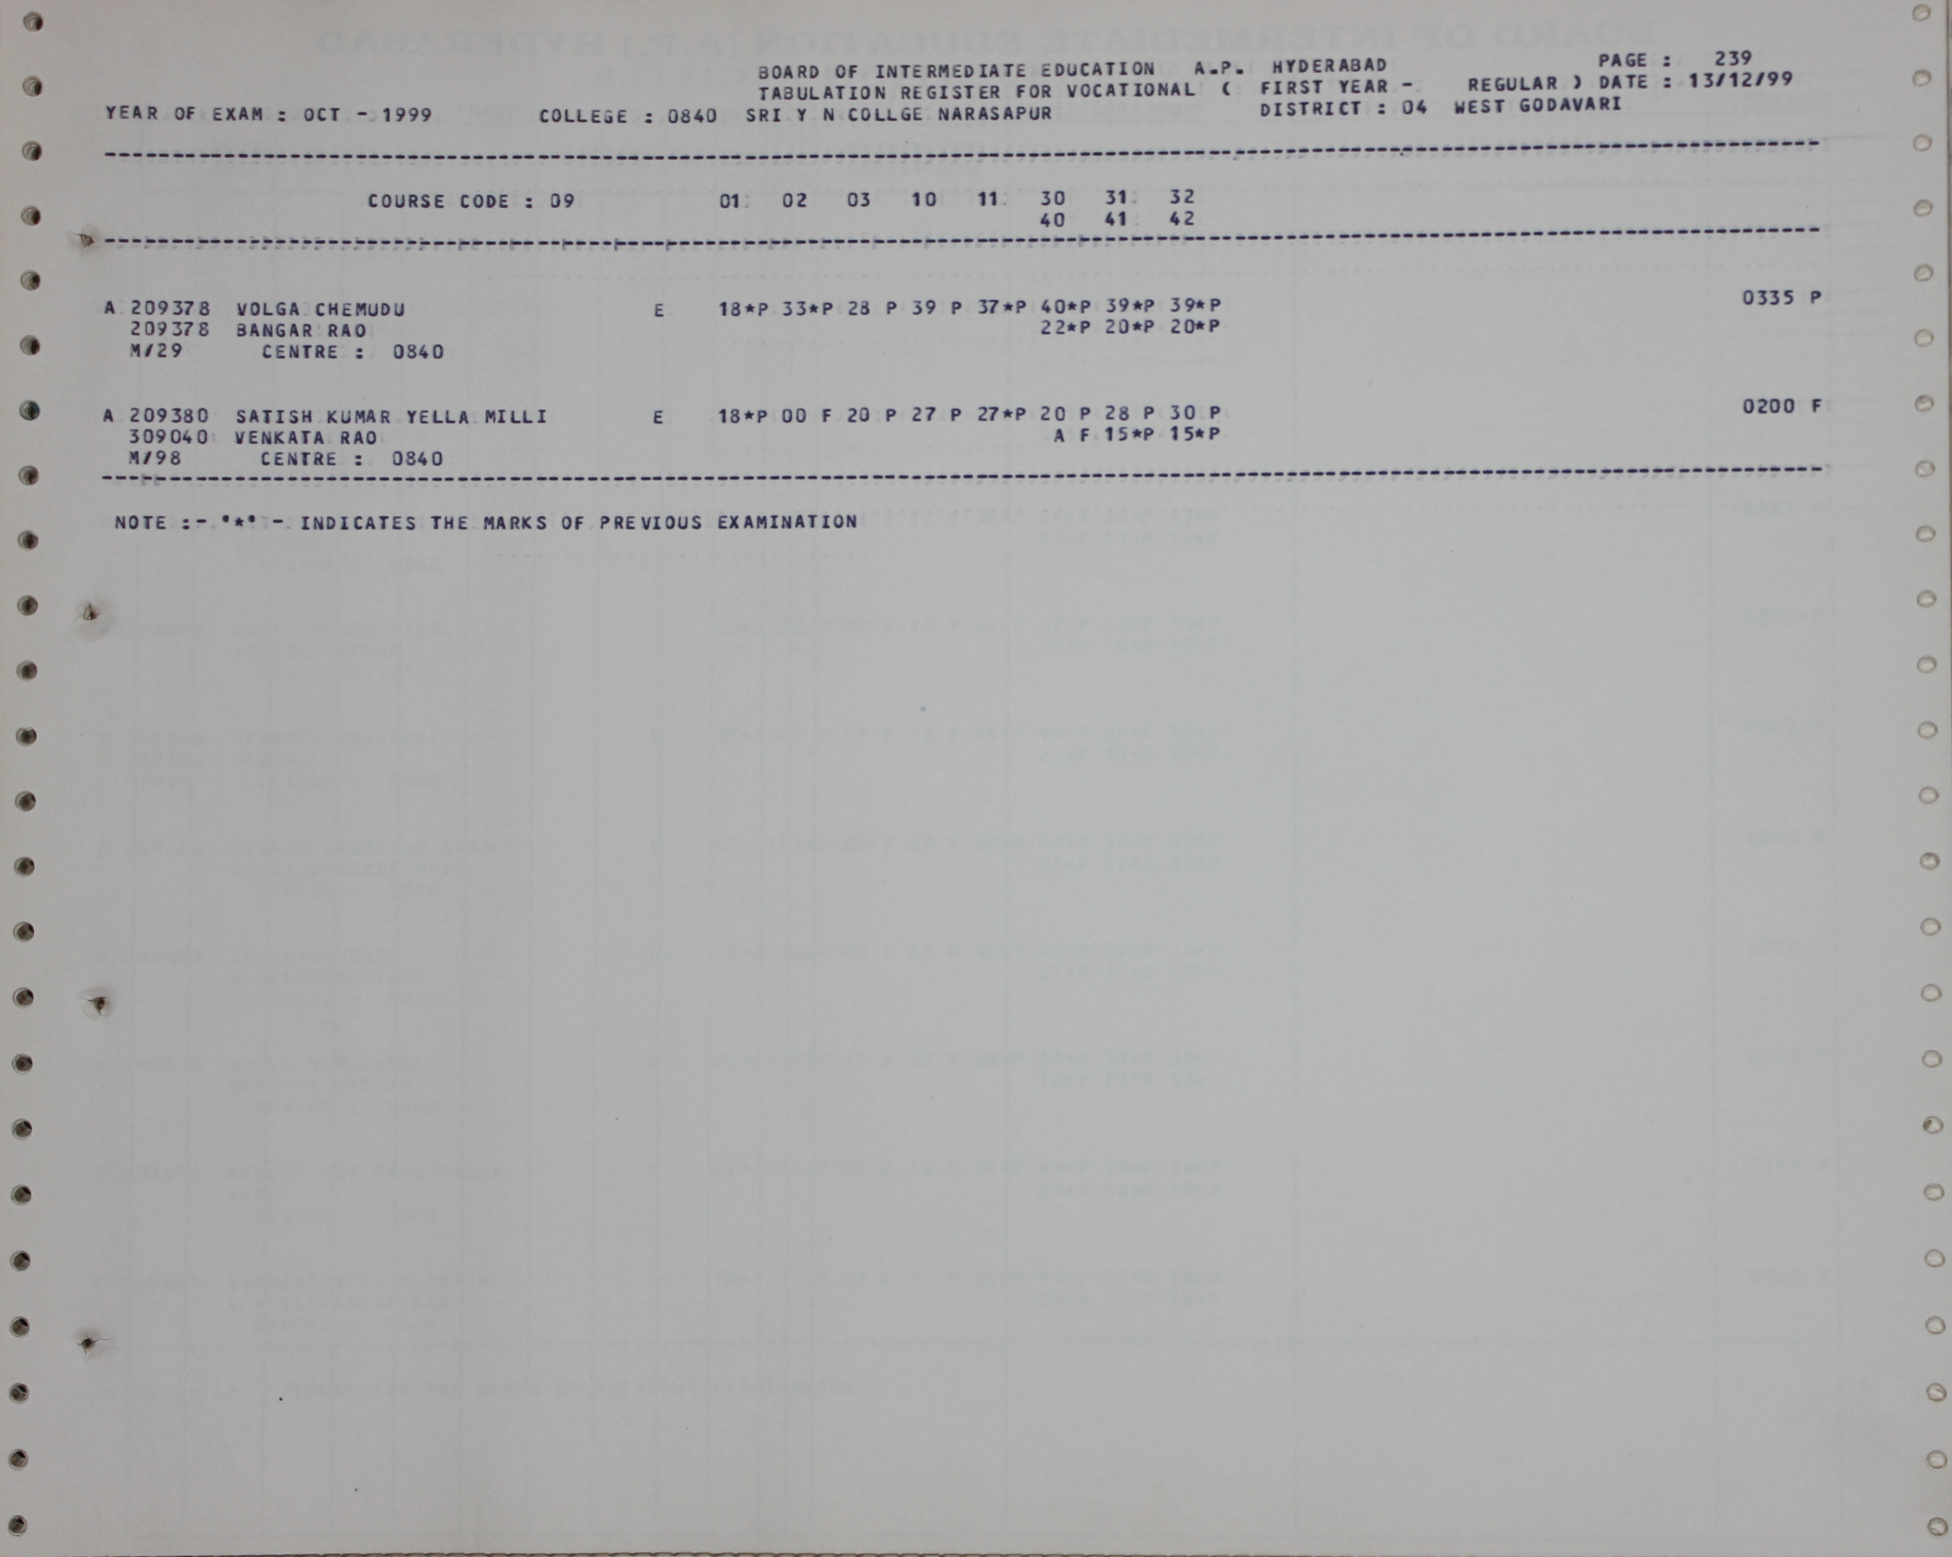 BOARD OF INTERMEDIATE EDUCATION A.P. HYDERABAD PAGE : 239
TABULATION REGISTER FOR VOCATIONAL ( FIRST YEAR - REGULAR ) DATE : 13/12/99
YEAR OF EXAM : OCT - 1999 COLLEGE : 0840 SRI Y N COLLGE NARASAPUR DISTRICT : 04 WEST GODAVARI
COURSE CODE : 09 01 02 03 10 11 30 31 32
40 41 42
A 209378 VOLGA CHEMUDU E 18*P 33*P 28 P 39 P 37*P 40*P 39*P 39*P 0335 P
209378 BANGAR RAO 22*P 20*P 20*P
M/29 CENTRE : 0840
A 209380 SATISH KUMAR YELLA MILLI E 18*P 00 F 20 P 27 P 27*P 20 P 28 P 30 P 0200 F
309040 VENKATA RAO A F 15*P 15*P
M/98 CENTRE : 0840
NOTE :- '*' - INDICATES THE MARKS OF PREVIOUS EXAMINATION